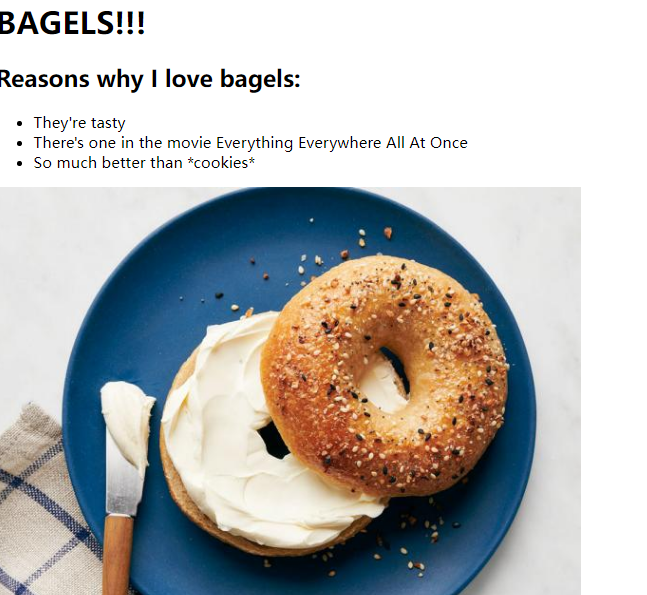 BAGELS!!!
Reasons why I love bagels:
They're tasty
There's one in the movie Everything Everywhere All At Once
So much better than *cookies*